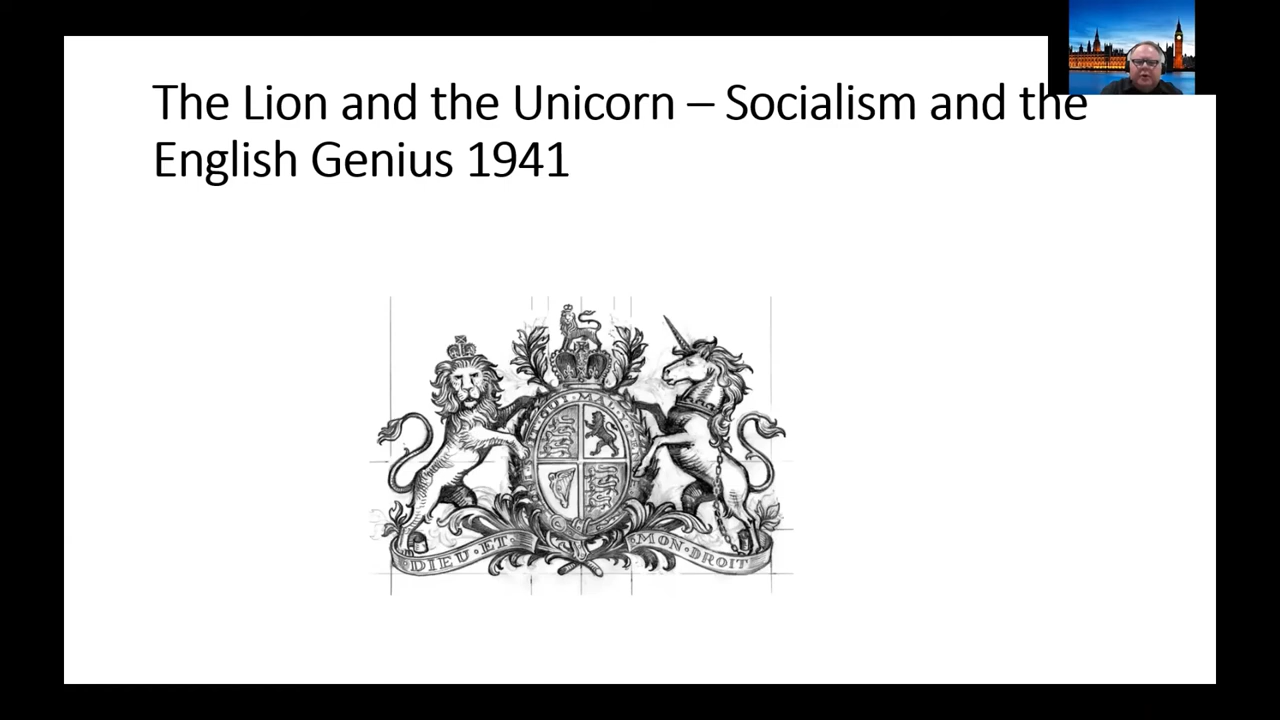 The Lion and the Unicorn – Socialism and the
English Genius 1941
DIEU·ET·
·MON·DROIT